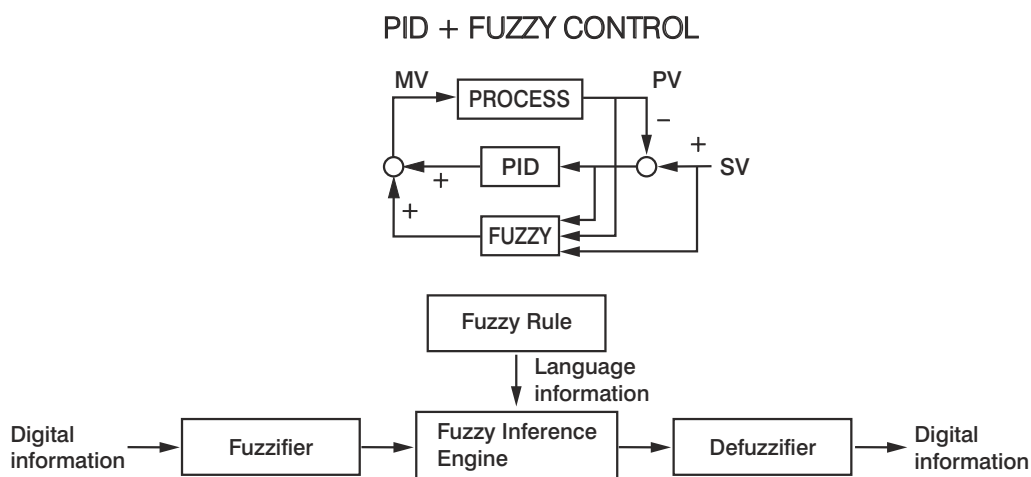 PID + FUZZY CONTROL
MV
PROCESS
PV
−
+
PID
SV
+
+
FUZZY
Fuzzy Rule
Language
information
Digital
information
Fuzzifier
Fuzzy Inference
Engine
Defuzzifier
Digital
information